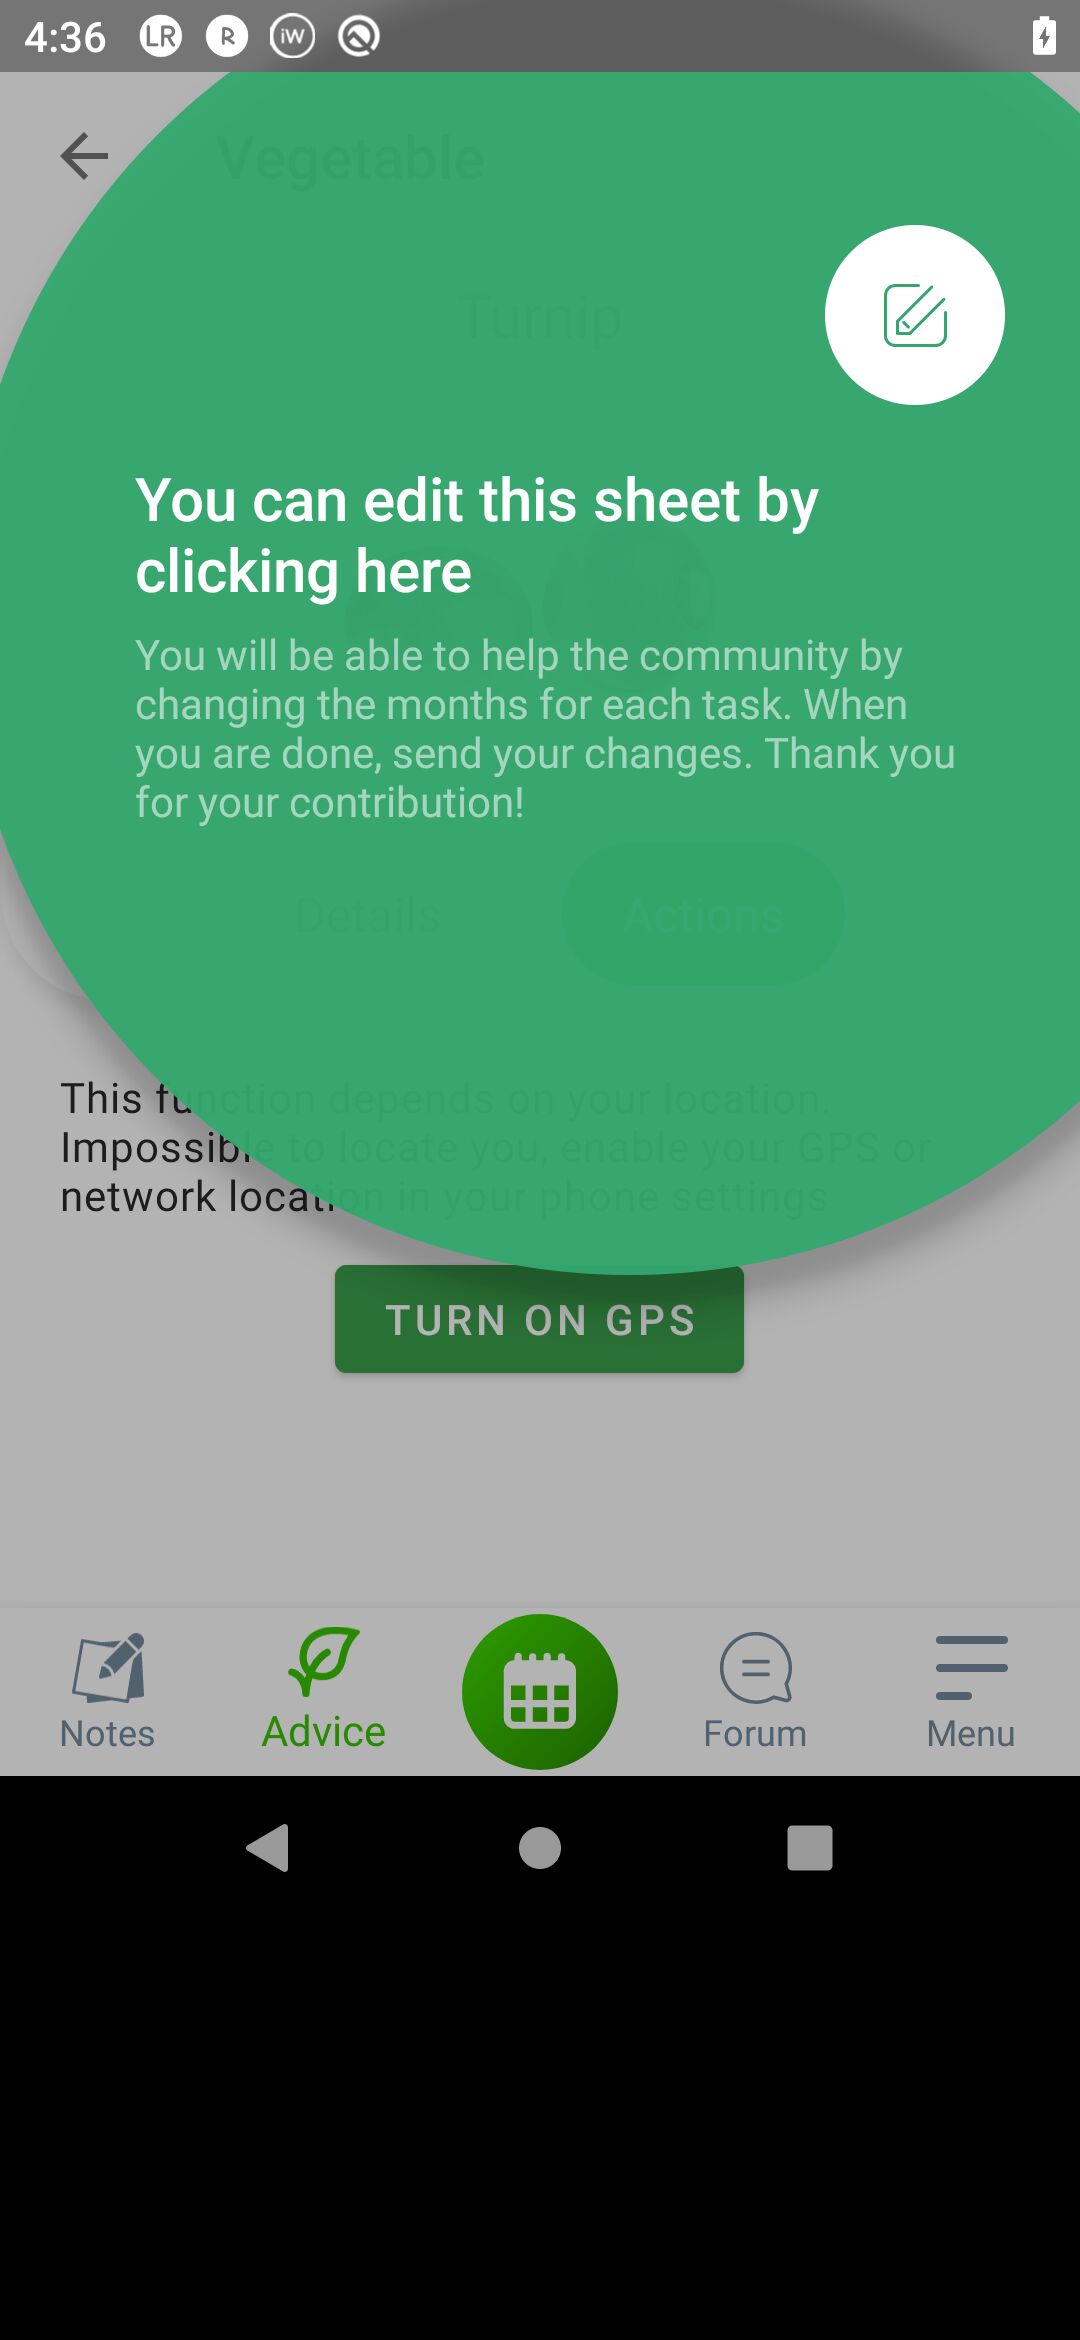 4:36
LR
R
iW
Vegetable
Turnip
You can edit this sheet by
clicking here
You will be able to help the community by
changing the months for each task. When
you are done, send your changes. Thank you
for your contribution!
Details
Actions
This function depends on your location.
Impossible to locate you, enable your GPS or
network location in your phone settings
TURN ON GPS
Notes
Advice
Forum
Menu